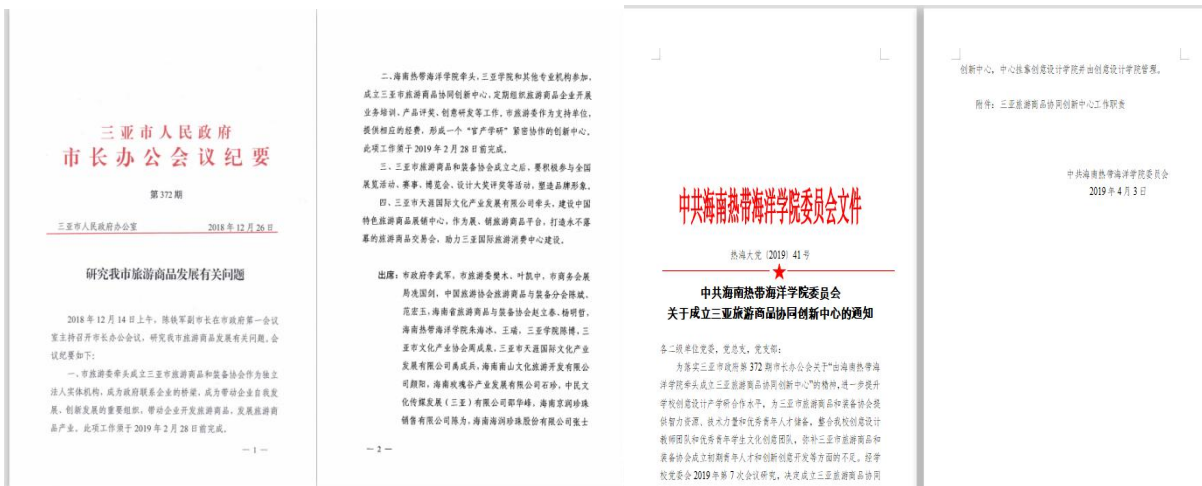 三亚市人民政府
市长办公会议纪要
第372期
三亚市人民政府办公室 2018年12月26日
研究我市旅游商品发展有关问题
2018年12月14日上午,陈铁军副市长在市政府第一会议
室主持召开市长办公会议,研究我市旅游商品发展有关问题。会
议纪要如下:
一、市旅游委牵头成立三亚市旅游商品和装备协会作为独立
法人实体机构,成为政府联系企业的桥梁,成为带动企业自我发
展、创新发展的重要组织,带动企业开发旅游商品,发展旅游商
品产业。此项工作须于2019年2月28日前完成。
— 1 —
二、海南热带海洋学院牵头,三亚学院和其他专业机构参加,
成立三亚市旅游商品协同创新中心,定期组织旅游商品企业开展
业务培训、产品评奖、创意研发等工作,市旅游委作为支持单位,
提供相应的经费,形成一个“官产学研”紧密协作的创新中心。
此项工作须于2019年2月28日前完成。
三、三亚市旅游商品和装备协会成立之后,要积极参与全国
展览活动、赛事、博览会、设计大奖评奖等活动,塑造品牌形象。
四、三亚市天涯国际文化产业发展有限公司牵头,建设中国
特色旅游商品展销中心,作为展、销旅游商品平台,打造永不落
幕的旅游商品交易会,助力三亚国际旅游消费中心建设。
出席:市政府李武军,市旅游委樊木、叶凯中,市商务会展
局冼国剑,中国旅游协会旅游商品与装备分会陈斌、
范宏玉,海南省旅游商品与装备协会赵立春、杨明哲,
海南热带海洋学院朱海冰、王瑞,三亚学院陈博,三
亚市文化产业协会周成泉,三亚市天涯国际文化产业
发展有限公司禹成兵,海南南山文化旅游开发有限公
司颜阳,海南玫瑰谷产业发展有限公司石珍,中民文
化传媒发展(三亚)有限公司邵华峰,海南京润珍珠
销售有限公司陈为,海南海润珍珠股份有限公司张士
— 2 —
中共海南热带海洋学院委员会文件
热海大党〔2019〕41号
中共海南热带海洋学院委员会
关于成立三亚旅游商品协同创新中心的通知
各二级单位党委,党总支,党支部:
为落实三亚市政府第372期市长办公会关于“由海南热带海
洋学院牵头成立三亚旅游商品协同创新中心”的精神,进一步提升
学校创意设计产学研合作水平,为三亚市旅游商品和装备协会提
供智力资源、技术力量和优秀青年人才储备,整合我校创意设计
教师团队和优秀青年学生文化创意团队,弥补三亚市旅游商品和
装备协会成立初期青年人才和创新创意开发等方面的不足。经学
校党委会2019年第7次会议研究,决定成立三亚旅游商品协同
创新中心,中心挂靠创意设计学院并由创意设计学院管理。
附件:三亚旅游商品协同创新中心工作职责
中共海南热带海洋学院委员会
2019年4月3日